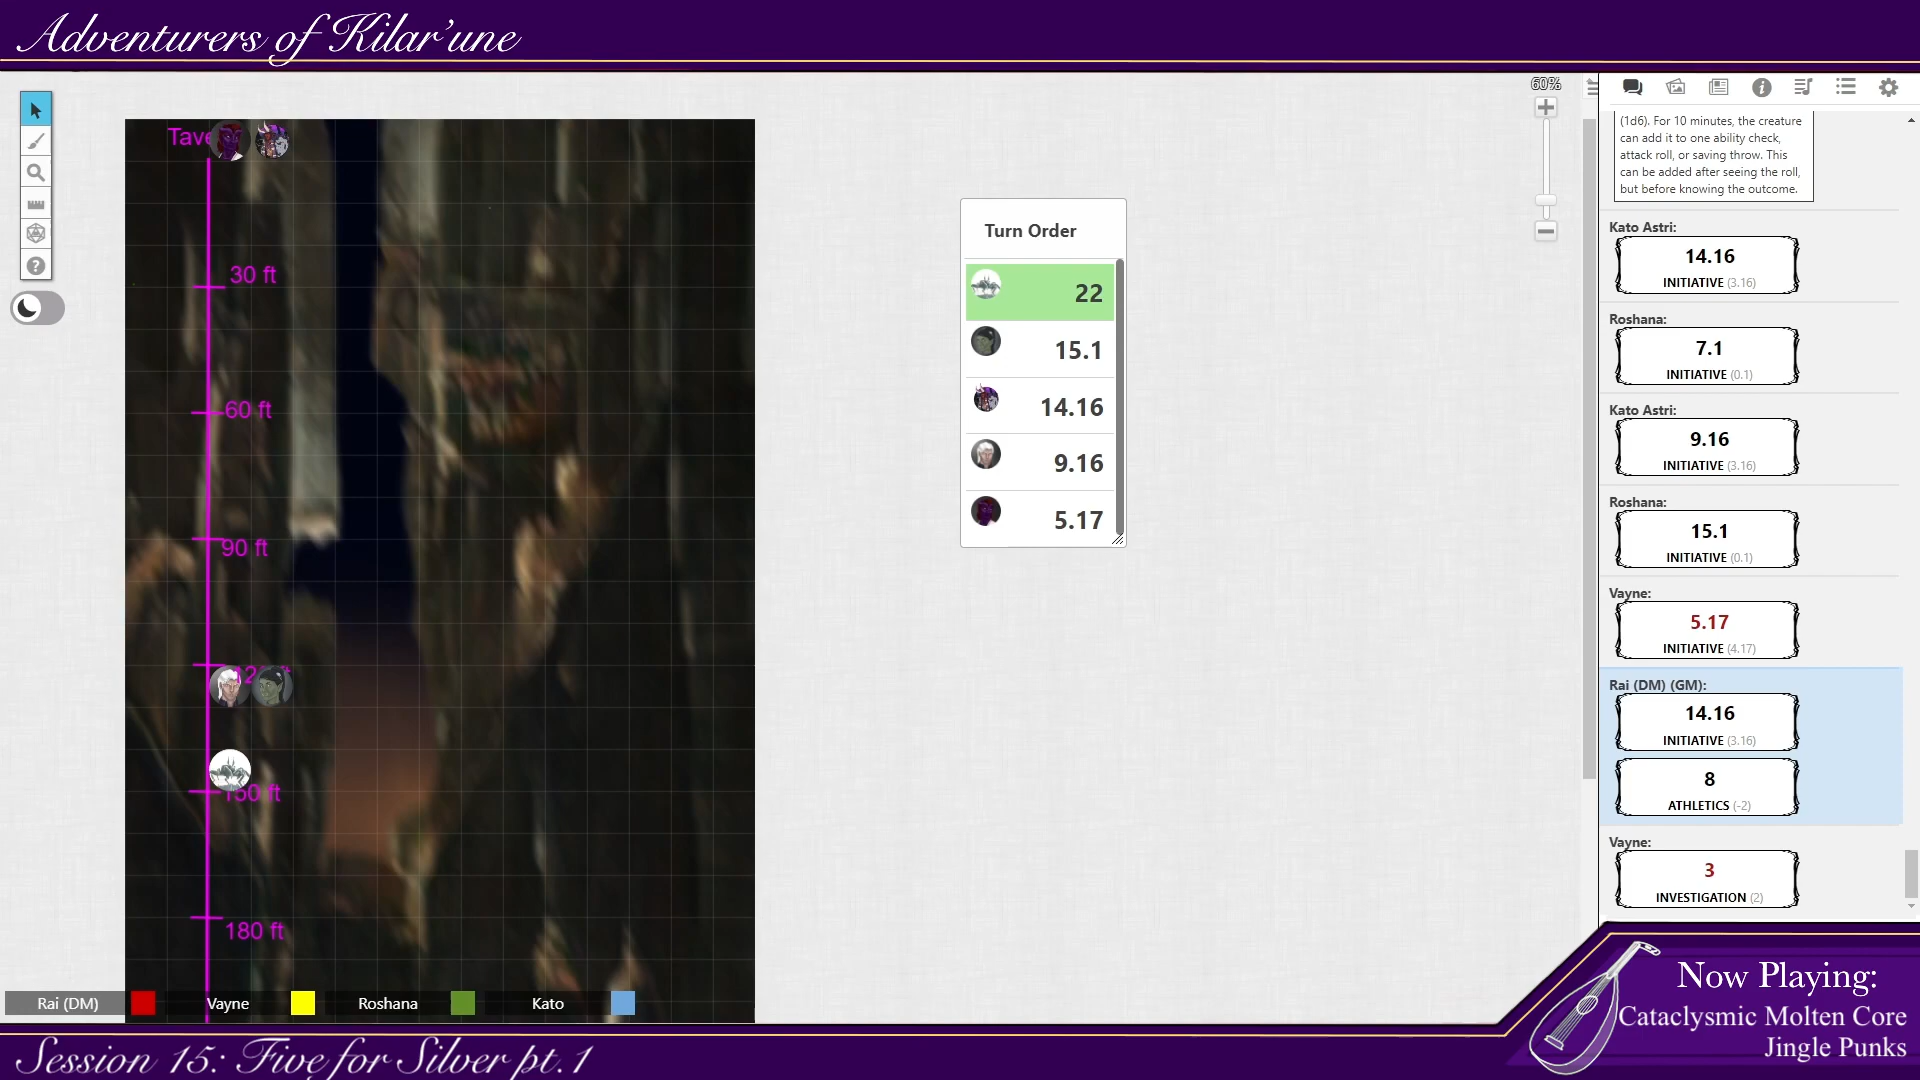 Adventurers of Kilar'une
60%
30 ft
60 ft
90 ft
180 ft
Turn Order
22
15.1
14.16
9.16
5.17
(1d6). For 10 minutes, the creature
can add it to one ability check,
attack roll, or saving throw. This
can be added after seeing the roll,
but before knowing the outcome.
Kato Astri:
14.16
INITIATIVE (3.16)
Roshana:
7.1
INITIATIVE (0.1)
Kato Astri:
9.16
INITIATIVE (3.16)
Roshana:
15.1
INITIATIVE (0.1)
Vayne:
5.17
INITIATIVE (4.17)
Rai (DM) (GM):
14.16
INITIATIVE (3.16)
8
ATHLETICS (-2)
Vayne:
3
INVESTIGATION (2)
Rai (DM)
Vayne
Roshana
Kato
Now Playing:
Cataclysmic Molten Core
Jingle Punks
Session 15: Five for Silver pt.1